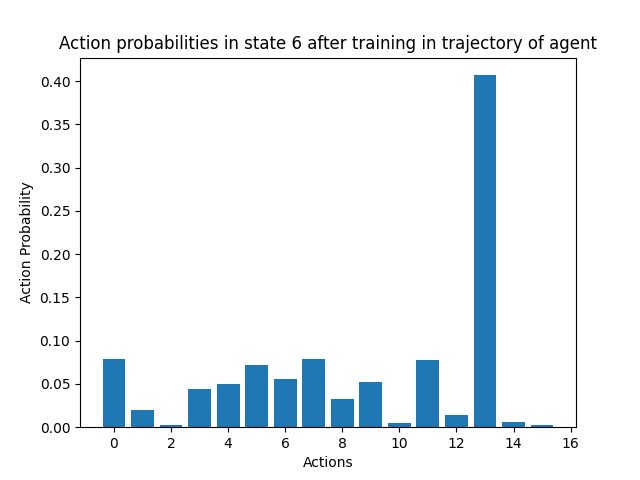 Action probabilities in state 6 after training in trajectory of agent
0.40
0.35
0.30
0.25
0.20
0.15
0.10
0.05
0.00
Action Probability
0 2 4 6 8 10 12 14 16
Actions